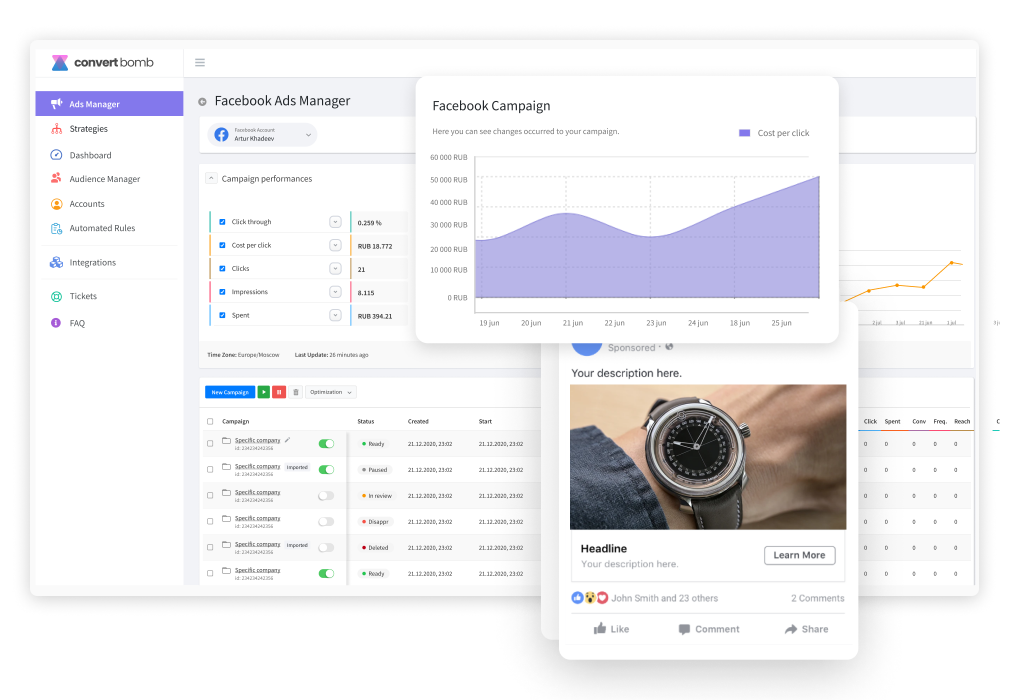 convert bomb
Ads Manager
Strategies
Dashboard
Audience Manager
Accounts
Automated Rules
Integrations
Tickets
FAQ
Facebook Ads Manager
Facebook Account
Artur Khadeev
Campaign performances
Click through 0.259 %
Cost per click RUB 18.772
Clicks 21
Impressions 8.115
Spent RUB 394.21
Time Zone: Europe/Moscow Last Update: 26 minutes ago
New Campaign Optimization
Campaign Status Created Start
Specific company Ready 21.12.2020, 23:02 21.12.2020, 23:02
id: 234234242356
Specific company Imported Paused 21.12.2020, 23:02 21.12.2020, 23:02
id: 234234242356
Specific company In review 21.12.2020, 23:02 21.12.2020, 23:02
id: 234234242356
Specific company Disappr 21.12.2020, 23:02 21.12.2020, 23:02
id: 234234242356
Specific company Imported Deleted 21.12.2020, 23:02 21.12.2020, 23:02
id: 234234242356
Specific company Ready 21.12.2020, 23:02 21.12.2020, 23:02
id: 234234242356
Facebook Campaign
Here you can see changes occurred to your campaign.
Cost per click
60 000 RUB
50 000 RUB
40 000 RUB
30 000 RUB
20 000 RUB
10 000 RUB
0 RUB
19 jun 20 jun 21 jun 22 jun 23 jun 24 jun 18 jun 25 jun
2 jul 3 jul 21 jun 1 jul
Click Spent Conv Freq. Reach
0 0 0 0 0
0 0 0 0 0
0 0 0 0 0
0 0 0 0 0
0 0 0 0 0
0 0 0 0 0
Sponsored ·
Your description here.
Headline
Your description here.
Learn More
John Smith and 23 others 2 Comments
Like Comment Share